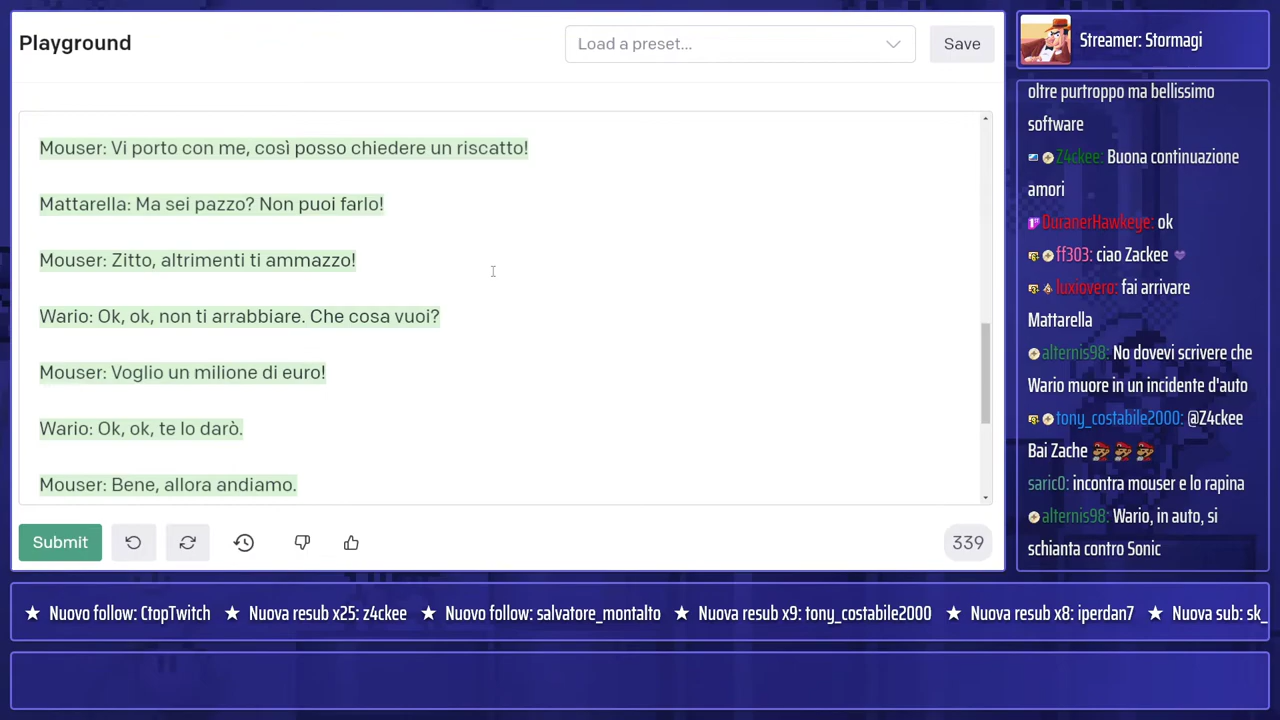 Playground
Load a preset...
Save
Mouser: Vi porto con me, così posso chiedere un riscatto!
Mattarella: Ma sei pazzo? Non puoi farlo!
Mouser: Zitto, altrimenti ti ammazzo!
Wario: Ok, ok, non ti arrabbiare. Che cosa vuoi?
Mouser: Voglio un milione di euro!
Wario: Ok, ok, te lo darò.
Mouser: Bene, allora andiamo.
Submit
339
Streamer: Stormagi
oltre purtroppo ma bellissimo
software
Z4ckee: Buona continuazione
amori
DuranerHawkeye: ok
ff303: ciao Zackee
luxiovero: fai arrivare
Mattarella
alternis98: No dovevi scrivere che
Wario muore in un incidente d'auto
tony_costabile2000: @Z4ckee
Bai Zache
saric0: incontra mouser e lo rapina
alternis98: Wario, in auto, si
schianta contro Sonic
★ Nuovo follow: CtopTwitch ★ Nuova resub x25: z4ckee ★ Nuovo follow: salvatore_montalto ★ Nuova resub x9: tony_costabile2000 ★ Nuova resub x8: iperdan7 ★ Nuova sub: sk_